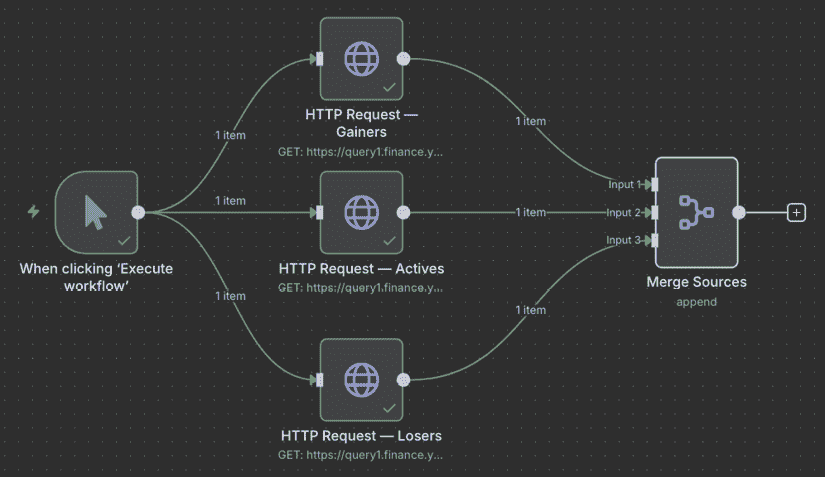 HTTP Request —
Gainers
GET: https://query1.finance.y...
1 item
1 item
When clicking ‘Execute
workflow’
1 item
HTTP Request — Actives
GET: https://query1.finance.y...
1 item
Input 1
Input 2
Input 3
Merge Sources
append
1 item
HTTP Request — Losers
GET: https://query1.finance.y...
1 item